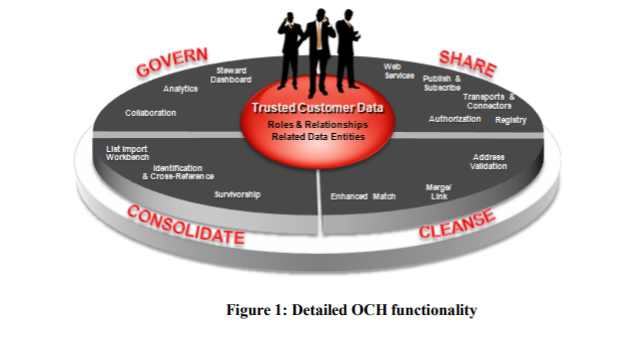 GOVERN
SHARE
Steward
Dashboard
Analytics
Collaboration
Web
Services
Publish &
Subscribe
Transports &
Connectors
Authorization
Registry
Trusted Customer Data
Roles & Relationships
Related Data Entities
List Import
Workbench
Identification
& Cross-Reference
Survivorship
Address
Validation
Merge/
Link
Enhanced Match
CONSOLIDATE
CLEANSE
Figure 1: Detailed OCH functionality